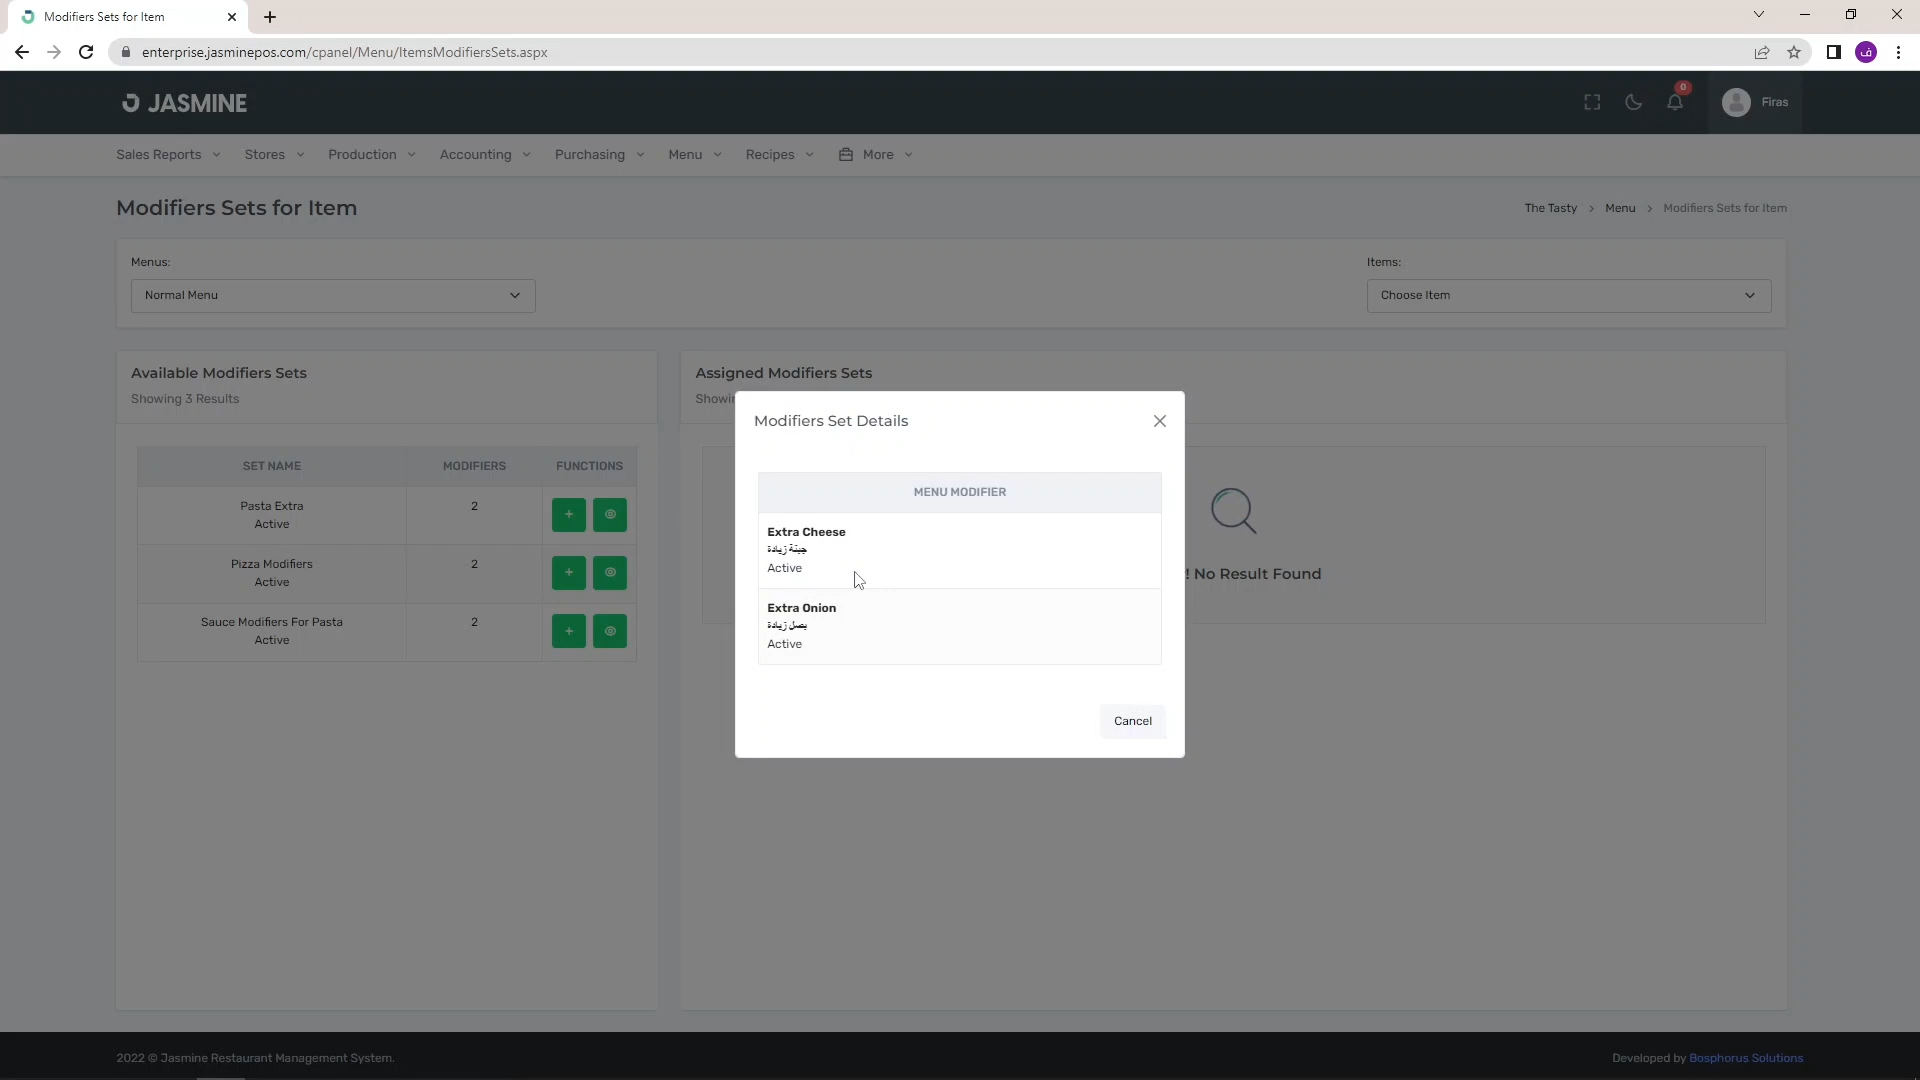 Modifiers Sets for Item
enterprise.jasminepos.com/cpanel/Menu/ItemsModifiersSets.aspx
ف
JASMINE
0
Firas
Sales Reports
Stores
Production
Accounting
Purchasing
Menu
Recipes
More
Modifiers Sets for Item
The Tasty > Menu > Modifiers Sets for Item
Menus:
Normal Menu
Items:
Choose Item
Available Modifiers Sets
Showing 3 Results
SET NAME MODIFIERS FUNCTIONS
Pasta Extra
Active
2
Pizza Modifiers
Active
2
Sauce Modifiers For Pasta
Active
2
Assigned Modifiers Sets
! No Result Found
Modifiers Set Details
MENU MODIFIER
Extra Cheese
جبنة زيادة
Active
Extra Onion
بصل زيادة
Active
Cancel
2022 © Jasmine Restaurant Management System.
Developed by Bosphorus Solutions